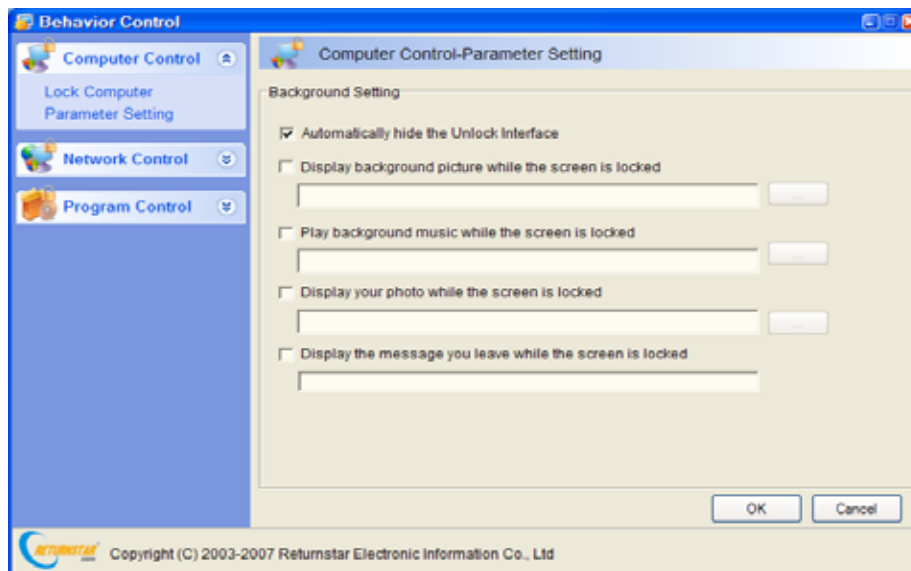 Behavior Control
Computer Control
Lock Computer
Parameter Setting
Network Control
Program Control
Computer Control-Parameter Setting
Background Setting
Automatically hide the Unlock Interface
Display background picture while the screen is locked
...
Play background music while the screen is locked
...
Display your photo while the screen is locked
...
Display the message you leave while the screen is locked
OK
Cancel
RETURNSTAR
Copyright (C) 2003-2007 Returnstar Electronic Information Co., Ltd